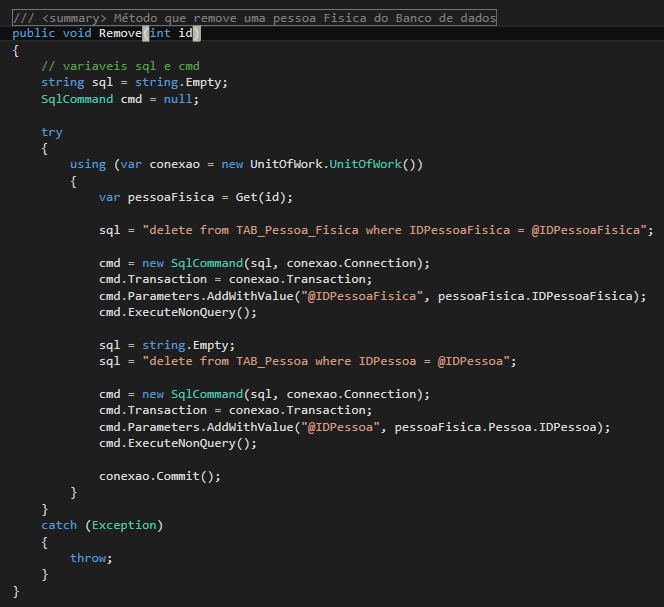 /// <summary> Método que remove uma pessoa Fisica do Banco de dados
public void Remove(int id)
{
// variaveis sql e cmd
string sql = string.Empty;
SqlCommand cmd = null;
try
{
using (var conexao = new UnitOfWork.UnitOfWork())
{
var pessoaFisica = Get(id);
sql = "delete from TAB_Pessoa_Fisica where IDPessoaFisica = @IDPessoaFisica";
cmd = new SqlCommand(sql, conexao.Connection);
cmd.Transaction = conexao.Transaction;
cmd.Parameters.AddWithValue("@IDPessoaFisica", pessoaFisica.IDPessoaFisica);
cmd.ExecuteNonQuery();
sql = string.Empty;
sql = "delete from TAB_Pessoa where IDPessoa = @IDPessoa";
cmd = new SqlCommand(sql, conexao.Connection);
cmd.Transaction = conexao.Transaction;
cmd.Parameters.AddWithValue("@IDPessoa", pessoaFisica.Pessoa.IDPessoa);
cmd.ExecuteNonQuery();
conexao.Commit();
}
}
catch (Exception)
{
throw;
}
}